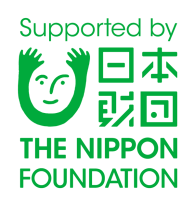 Supported by
日本
財団
THE NIPPON
FOUNDATION